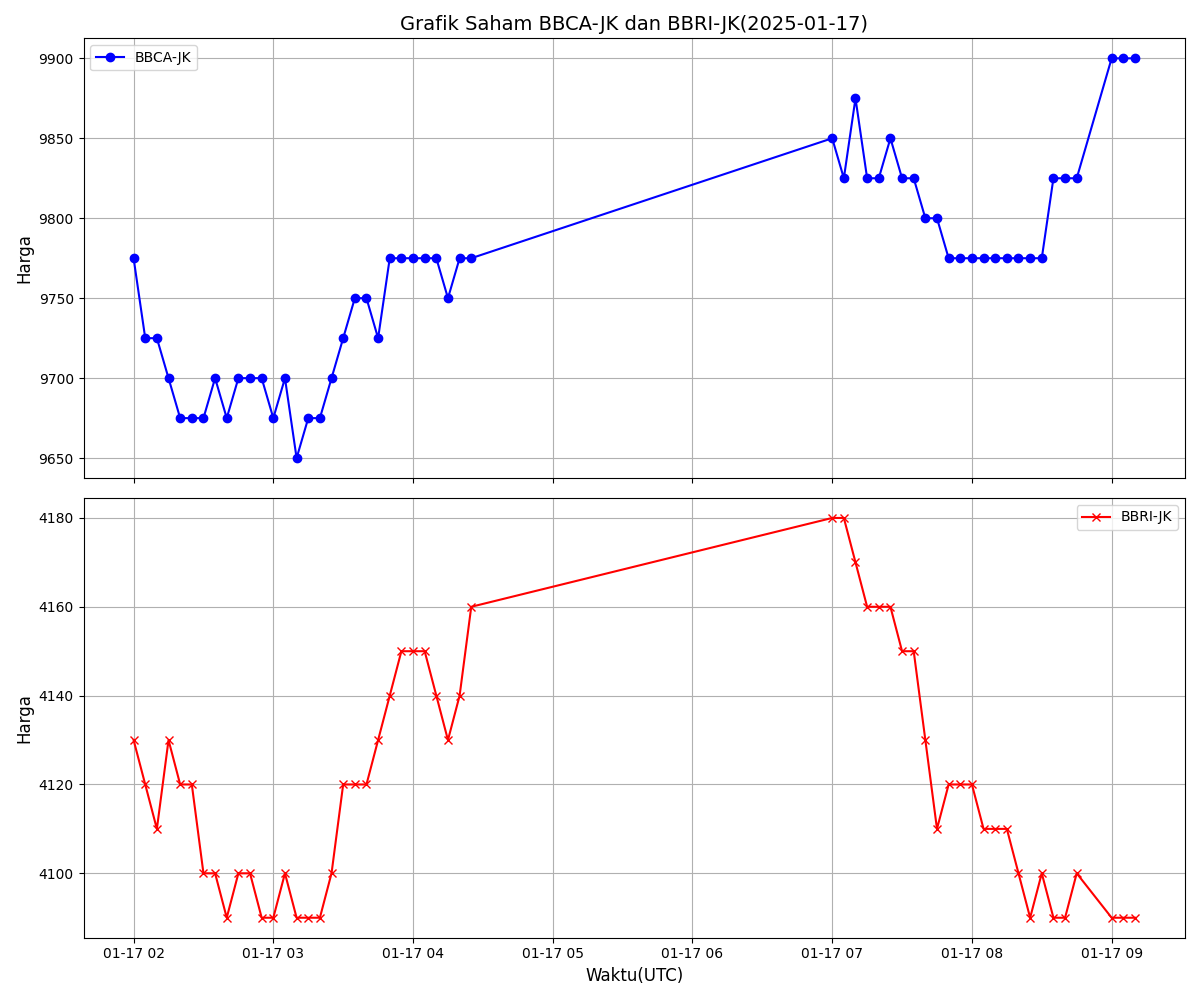 Grafik Saham BBCA-JK dan BBRI-JK(2025-01-17)
BBCA-JK
Harga
9900
9850
9800
9750
9700
9650
BBRI-JK
Harga
4180
4160
4140
4120
4100
01-17 02 01-17 03 01-17 04 01-17 05 01-17 06 01-17 07 01-17 08 01-17 09
Waktu(UTC)